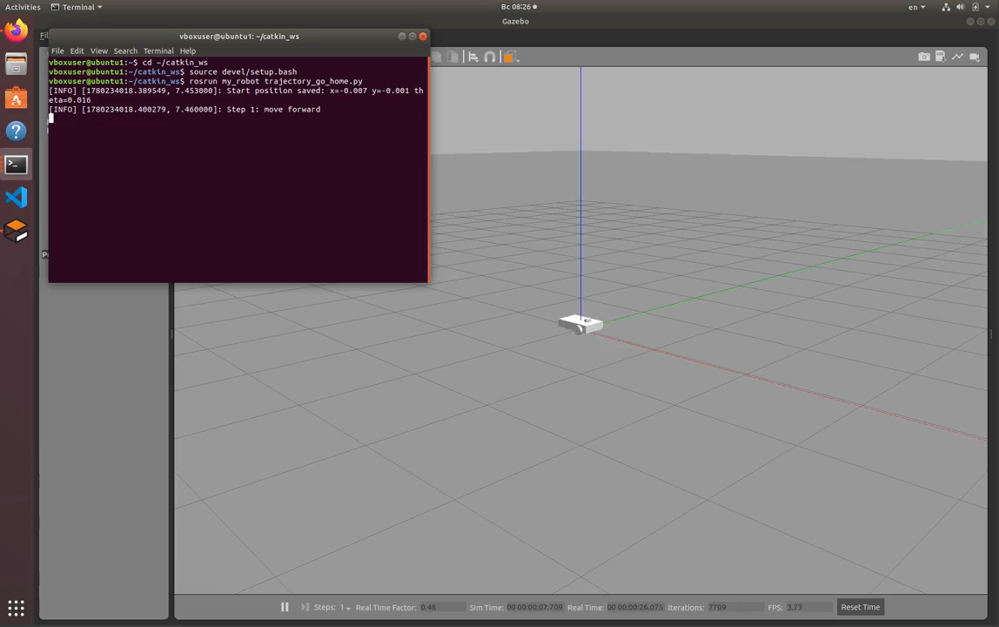 Activities
Terminal
Вс 08:26
en
Gazebo
vboxuser@ubuntu1: ~/catkin_ws
File Edit View Search Terminal Help
vboxuser@ubuntu1:~$ cd ~/catkin_ws
vboxuser@ubuntu1:~/catkin_ws$ source devel/setup.bash
vboxuser@ubuntu1:~/catkin_ws$ rosrun my_robot trajectory_go_home.py
[INFO] [1780234018.389549, 7.453000]: Start position saved: x=-0.007 y=-0.001 th
eta=0.016
[INFO] [1780234018.400279, 7.460000]: Step 1: move forward
Steps: 1 Real Time Factor: 0.48 Sim Time: 00 00:00:07.709 Real Time: 00 00:00:26.075 Iterations: 7709 FPS: 3.73 Reset Time